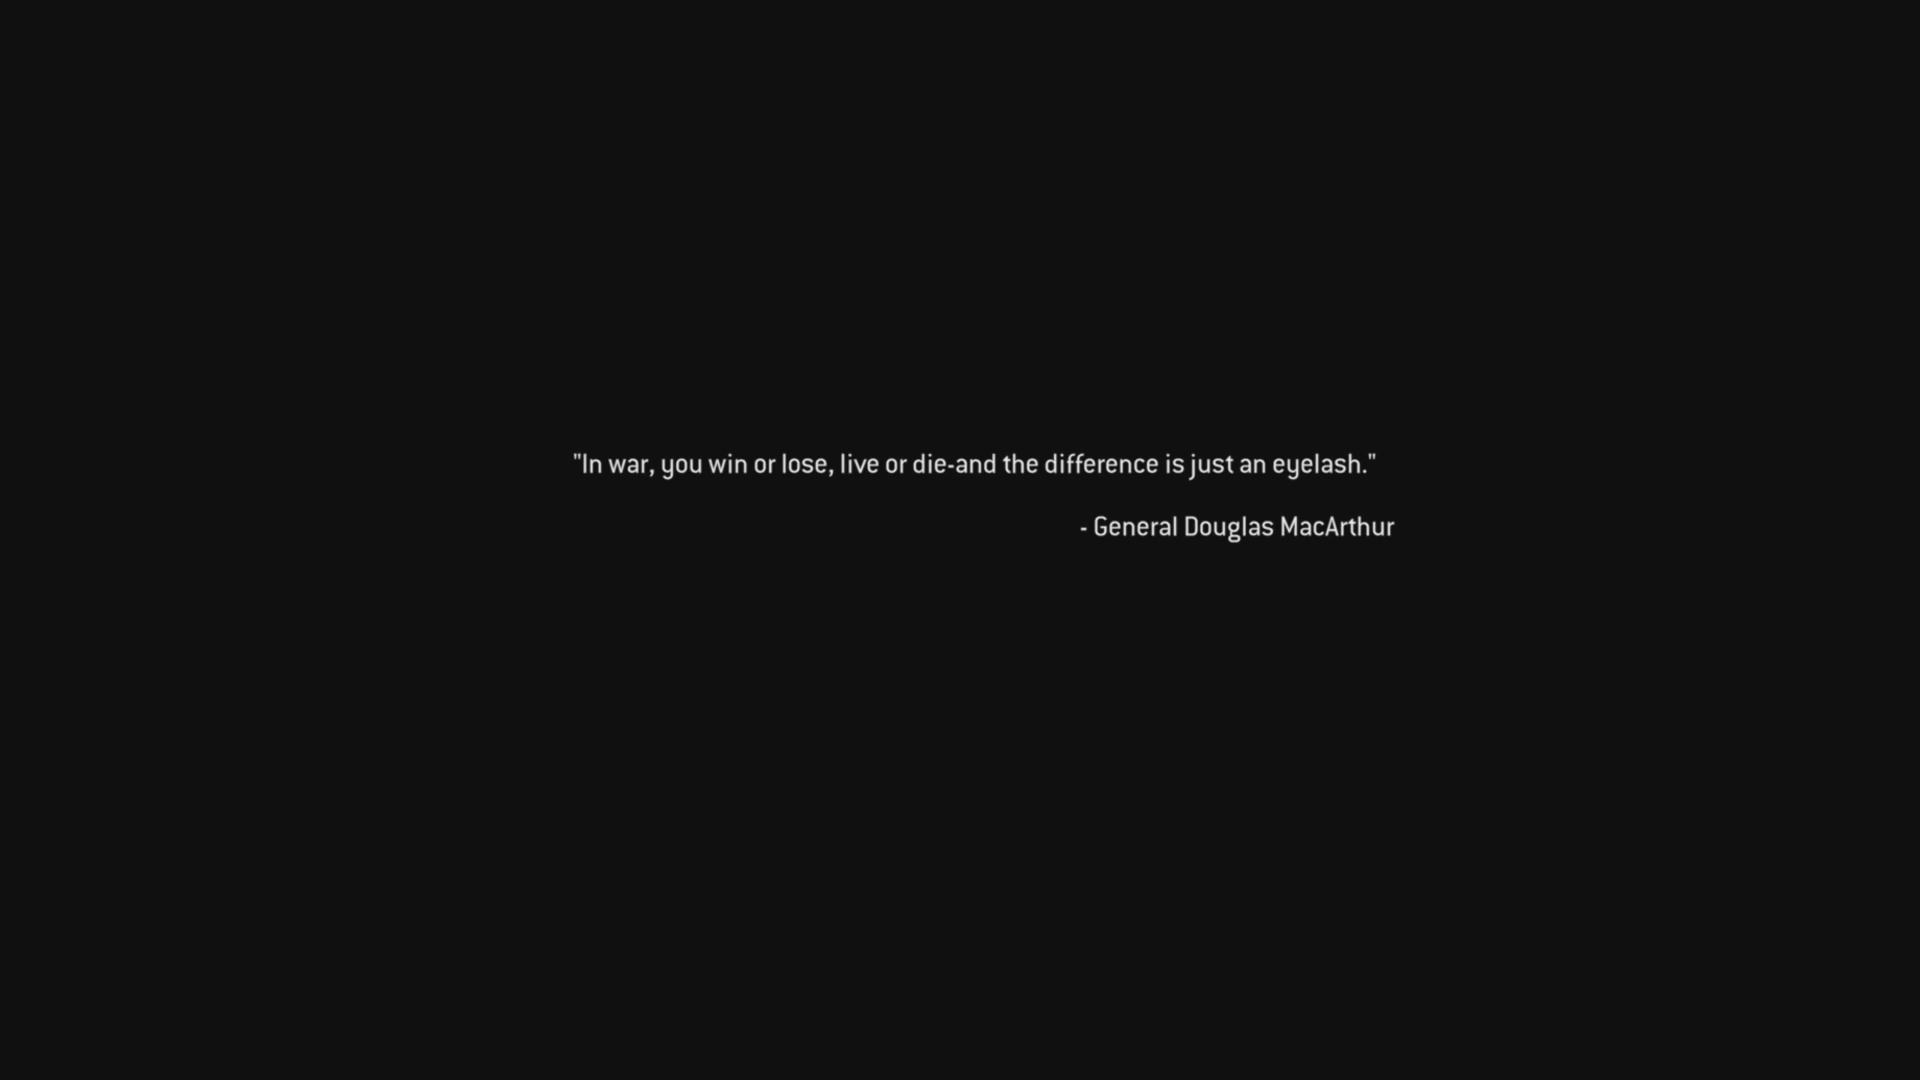 "In war, you win or lose, live or die-and the difference is just an eyelash."
- General Douglas MacArthur